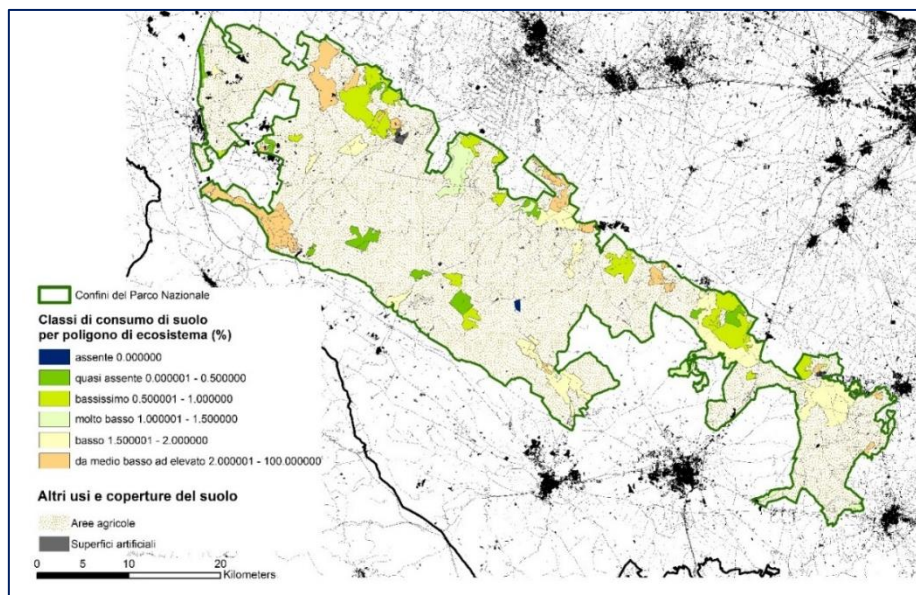 Confini del Parco Nazionale
Classi di consumo di suolo
per poligono di ecosistema (%)
assente 0.000000
quasi assente 0.000001 - 0.500000
bassissimo 0.500001 - 1.000000
molto basso 1.000001 - 1.500000
basso 1.500001 - 2.000000
da medio basso ad elevato 2.000001 - 100.000000
Altri usi e coperture del suolo
Aree agricole
Superfici artificiali
0 5 10 20
Kilometers